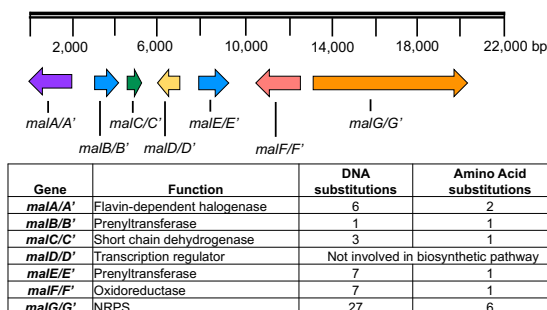 2,000 6,000 10,000 14,000 18,000 22,000 bp
malA/A' malC/C' malE/E' malG/G'
malB/B' malD/D' malF/F'
Gene Function DNA substitutions Amino Acid substitutions
malA/A' Flavin-dependent halogenase 6 2
malB/B' Prenyltransferase 1 1
malC/C' Short chain dehydrogenase 3 1
malD/D' Transcription regulator Not involved in biosynthetic pathway
malE/E' Prenyltransferase 7 1
malF/F' Oxidoreductase 7 1
malG/G' NRPS 27 6